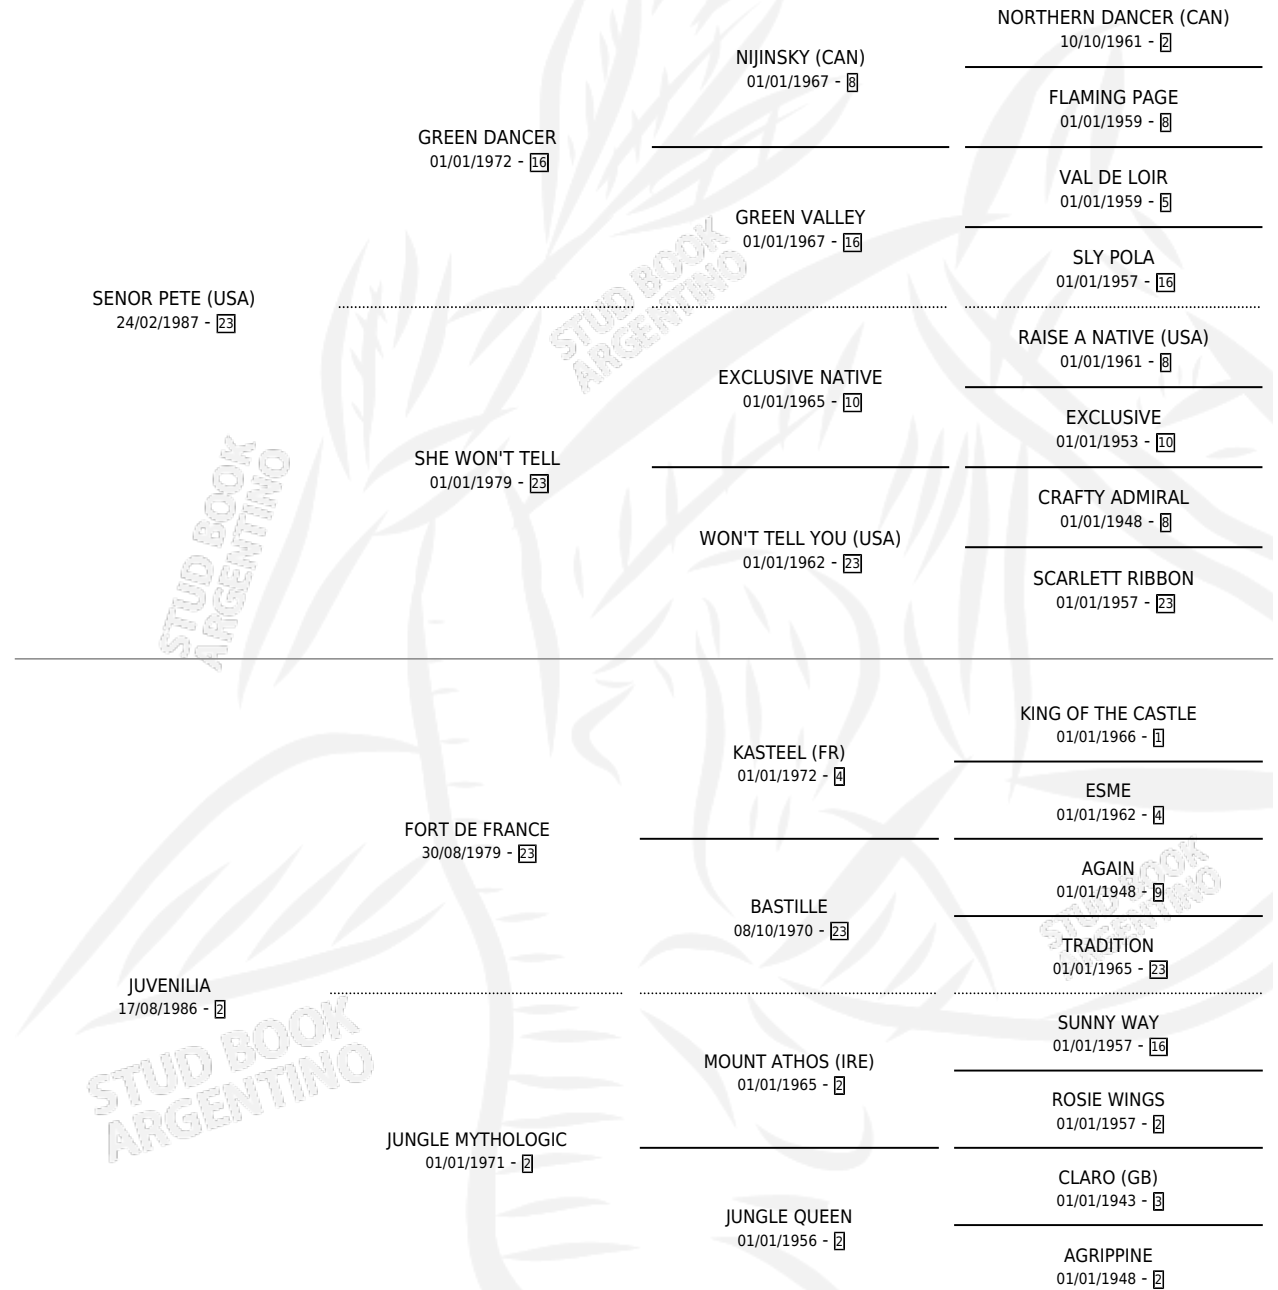 NORTHERN DANCER (CAN)
10/10/1961 - 2
NIJINSKY (CAN)
01/01/1967 - 8
FLAMING PAGE
01/01/1959 - 8
GREEN DANCER
01/01/1972 - 16
VAL DE LOIR
01/01/1959 - 5
GREEN VALLEY
01/01/1967 - 16
SLY POLA
01/01/1957 - 16
SENOR PETE (USA)
24/02/1987 - 23
RAISE A NATIVE (USA)
01/01/1961 - 8
EXCLUSIVE NATIVE
01/01/1965 - 10
EXCLUSIVE
01/01/1953 - 10
SHE WON'T TELL
01/01/1979 - 23
CRAFTY ADMIRAL
01/01/1948 - 8
WON'T TELL YOU (USA)
01/01/1962 - 23
SCARLETT RIBBON
01/01/1957 - 23
STUD BOOK
ARGENTINO
STUD BOOK
ARGENTINO
KING OF THE CASTLE
01/01/1966 - 1
KASTEEL (FR)
01/01/1972 - 4
ESME
01/01/1962 - 4
FORT DE FRANCE
30/08/1979 - 23
AGAIN
01/01/1948 - 9
BASTILLE
08/10/1970 - 23
TRADITION
01/01/1965 - 23
JUVENILIA
17/08/1986 - 2
SUNNY WAY
01/01/1957 - 16
MOUNT ATHOS (IRE)
01/01/1965 - 2
ROSIE WINGS
01/01/1957 - 2
JUNGLE MYTHOLOGIC
01/01/1971 - 2
CLARO (GB)
01/01/1943 - 3
JUNGLE QUEEN
01/01/1956 - 2
AGRIPPINE
01/01/1948 - 2
STUD BOOK
ARGENTINO
STUD BOOK
ARGENTINO